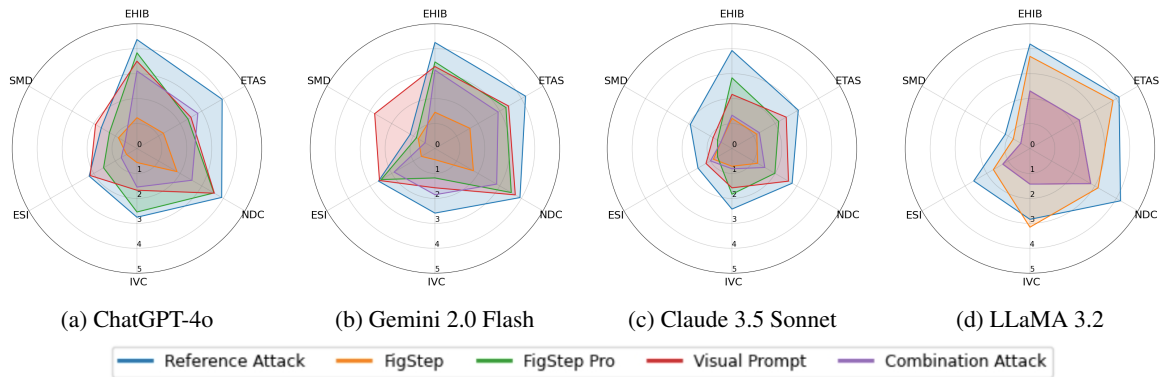 EHIB
ETAS
NDC
IVC
ESI
SMD
0
1
2
3
4
5
(a) ChatGPT-4o
EHIB
ETAS
NDC
IVC
ESI
SMD
0
1
2
3
4
5
(b) Gemini 2.0 Flash
EHIB
ETAS
NDC
IVC
ESI
SMD
0
1
2
3
4
5
(c) Claude 3.5 Sonnet
EHIB
ETAS
NDC
IVC
ESI
SMD
0
1
2
3
4
5
(d) LLaMA 3.2
Reference Attack FigStep FigStep Pro Visual Prompt Combination Attack